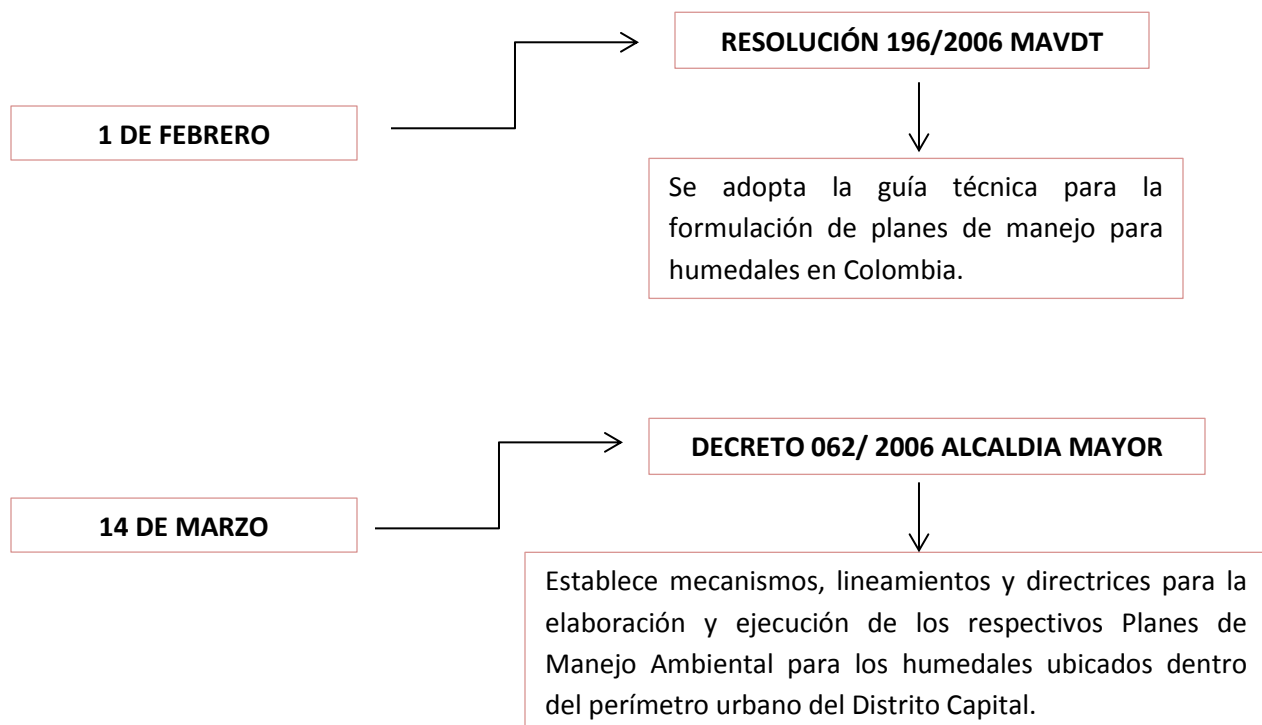 RESOLUCIÓN 196/2006 MAVDT
1 DE FEBRERO
Se adopta la guía técnica para la
formulación de planes de manejo para
humedales en Colombia.
DECRETO 062/ 2006 ALCALDIA MAYOR
14 DE MARZO
Establece mecanismos, lineamientos y directrices para la
elaboración y ejecución de los respectivos Planes de
Manejo Ambiental para los humedales ubicados dentro
del perímetro urbano del Distrito Capital.